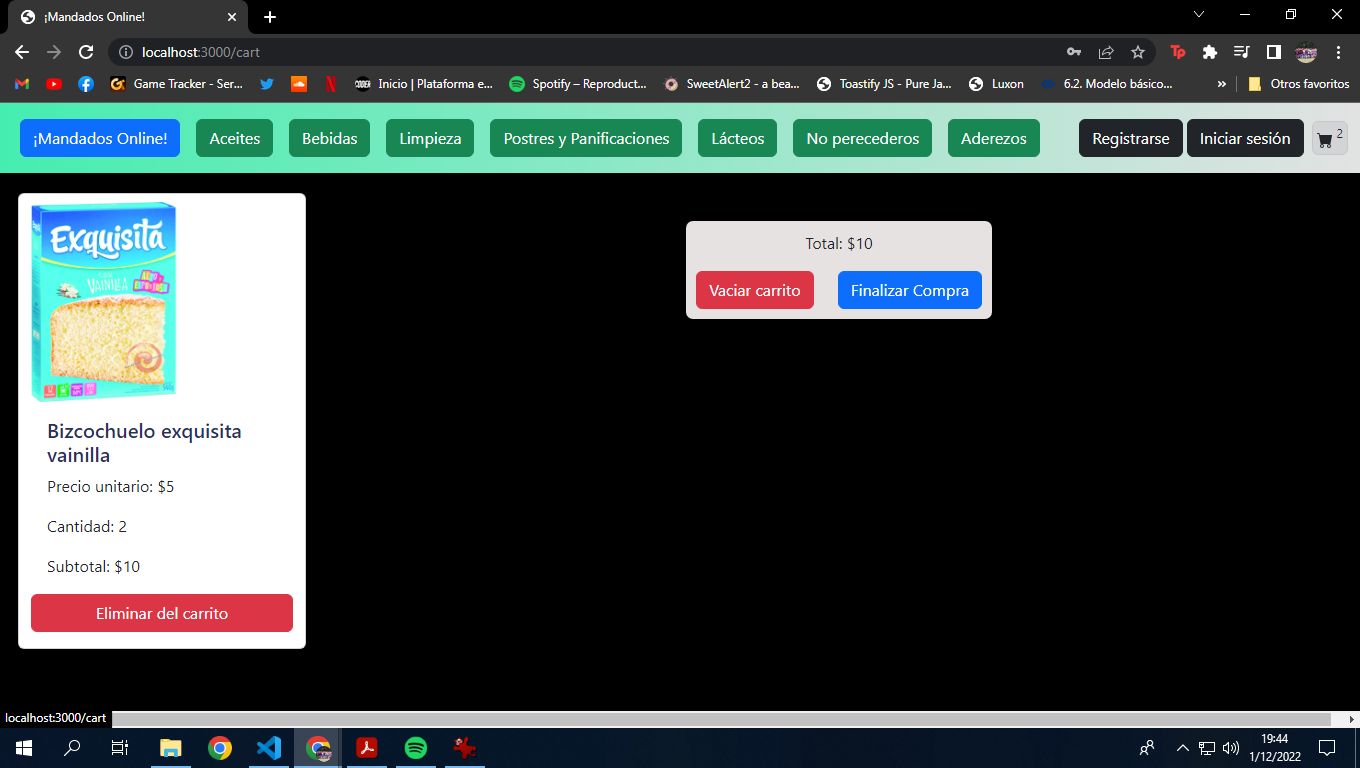 ¡Mandados Online!
localhost:3000/cart
Game Tracker - Ser...
Inicio | Plataforma e...
Spotify – Reproduct...
SweetAlert2 - a bea...
Toastify JS - Pure Ja...
Luxon
6.2. Modelo básico...
»
Otros favoritos
¡Mandados Online!
Aceites
Bebidas
Limpieza
Postres y Panificaciones
Lácteos
No perecederos
Aderezos
Registrarse
Iniciar sesión
2
Exquisita
VAINILLA
Total: $10
Vaciar carrito
Finalizar Compra
Bizcochuelo exquisita
vainilla
Precio unitario: $5
Cantidad: 2
Subtotal: $10
Eliminar del carrito
localhost:3000/cart
19:44
1/12/2022